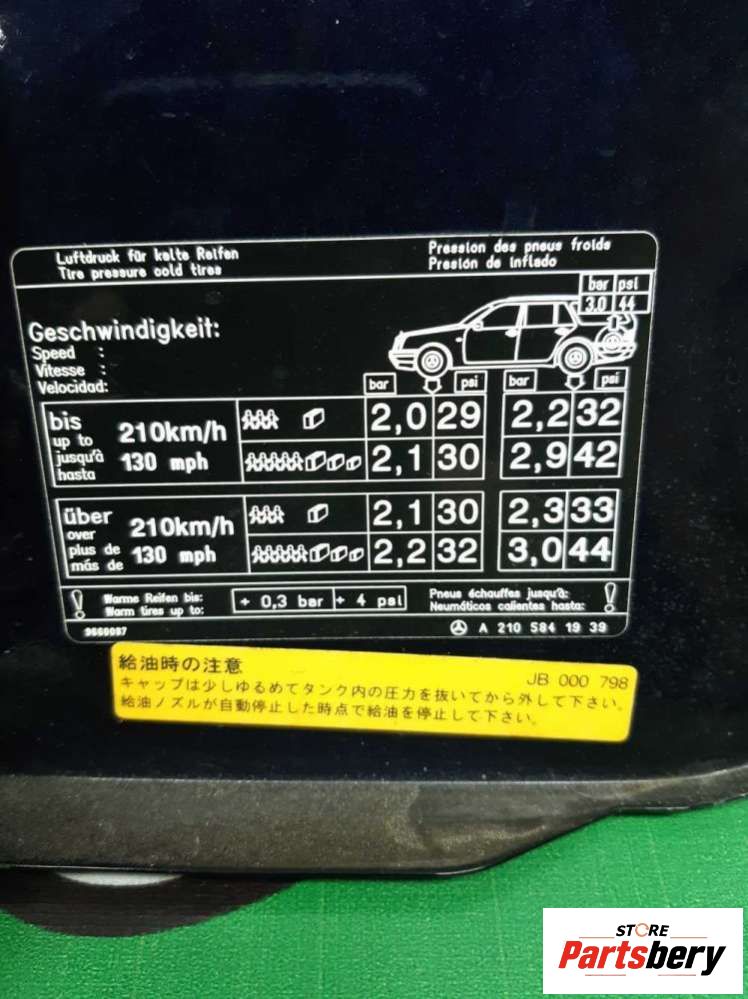 Luftdruck für kalte Reifen
Tire pressure cold tires
Pression des pneus froids
Presión de inflado
bar psi
3.0 44
Geschwindigkeit:
Speed :
Vitesse :
Velocidad:
bar psi bar psi
bis
up to
jusqu'à
hasta
210km/h
130 mph
2,0 29 2,2 32
2,1 30 2,9 42
über
over
plus de
más de
210km/h
130 mph
2,1 30 2,3 33
2,2 32 3,0 44
! Warme Reifen bis:
Warm tires up to:
+ 0,3 bar + 4 psi
Pneus échauffés jusqu'à:
Neumáticos calientes hasta: !
9660087
A 210 584 19 39
給油時の注意
JB 000 798
キャップは少しゆるめてタンク内の圧力を抜いてから外して下さい。
給油ノズルが自動停止した時点で給油を停止して下さい。
STORE
Partsbery